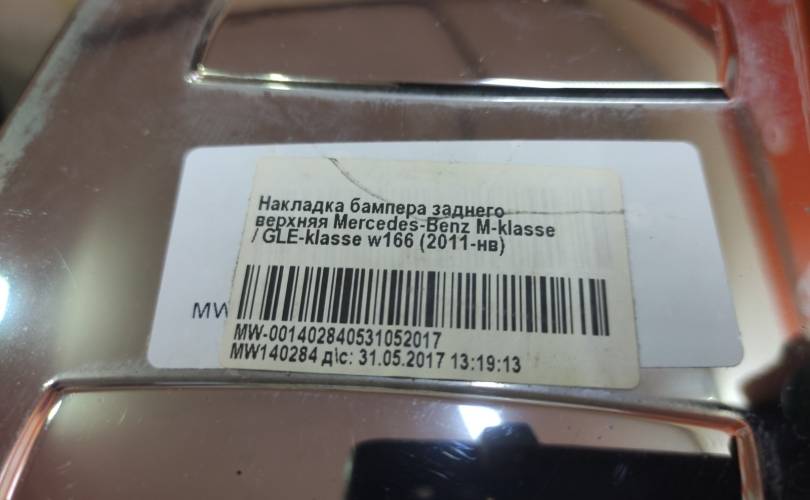 Накладка бампера заднего
верхняя Mercedes-Benz M-klasse
/ GLE-klasse w166 (2011-нв)
MW
MW-001402840531052017
MW140284 д\с: 31.05.2017 13:19:13